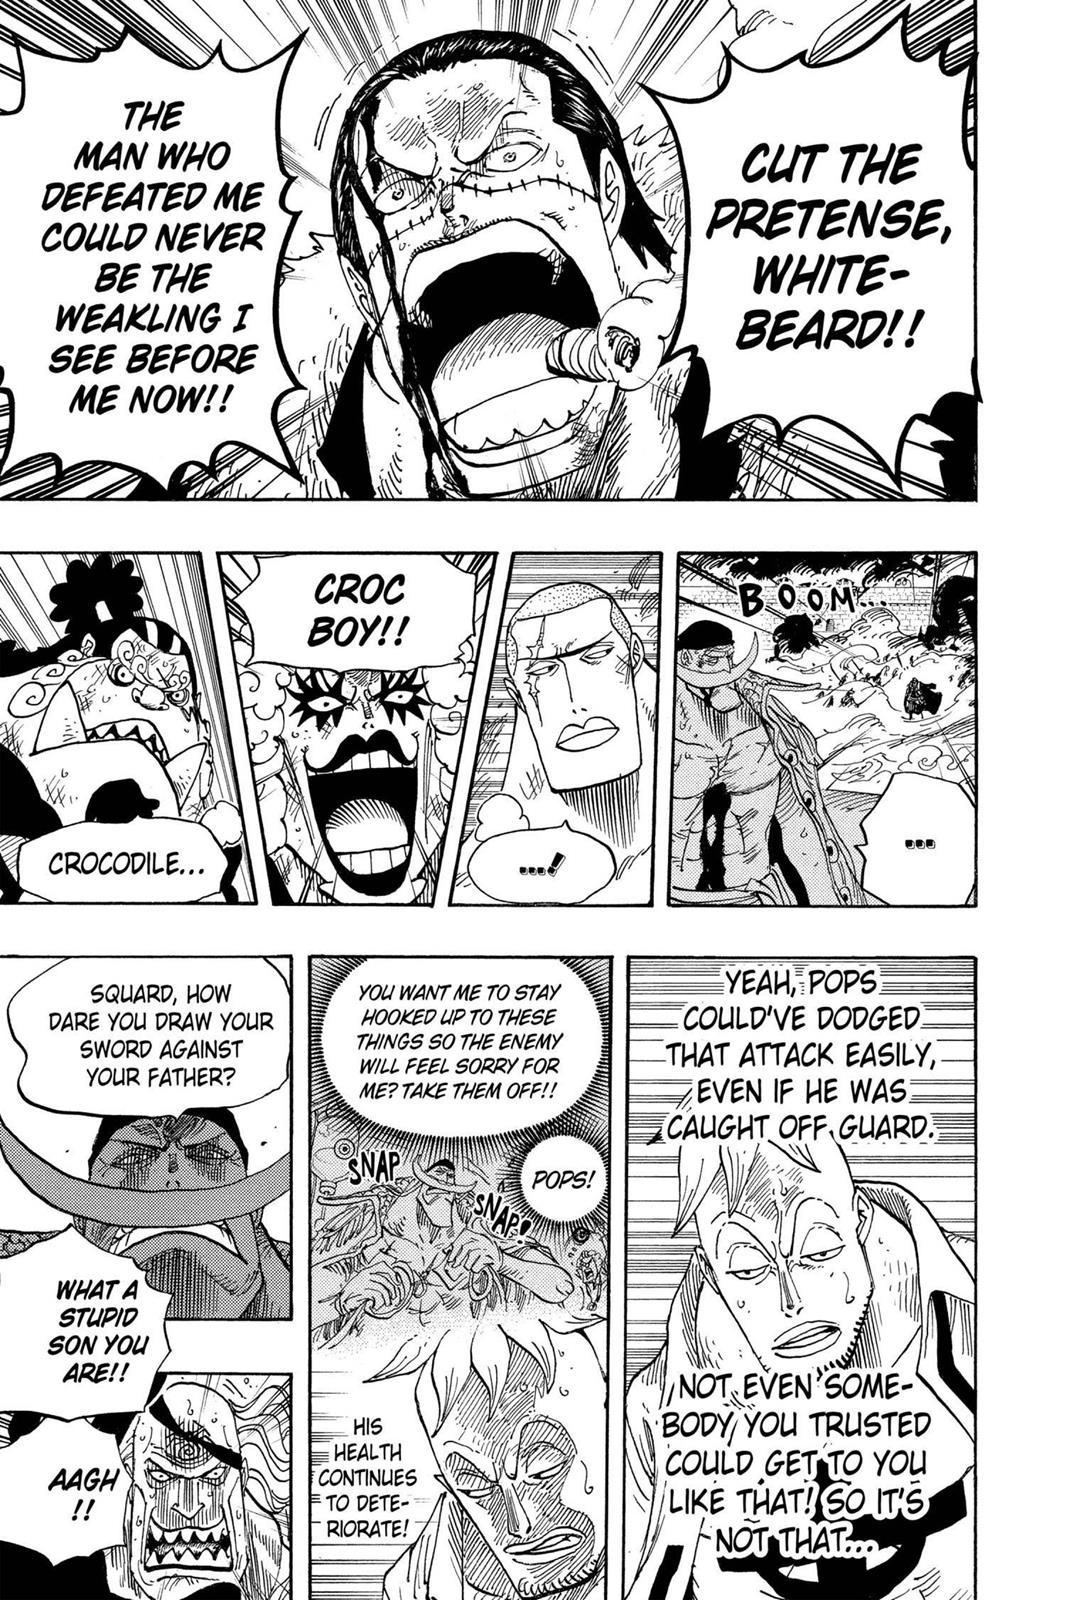 CUT THE
PRETENSE,
WHITE-
BEARD!!
THE
MAN WHO
DEFEATED ME
COULD NEVER
BE THE
WEAKLING I
SEE BEFORE
ME NOW!!
BOOM...
...
...!
CROC
BOY!!
CROCODILE...
YEAH, POPS
COULD'VE DODGED
THAT ATTACK EASILY,
EVEN IF HE WAS
CAUGHT OFF GUARD.
NOT EVEN SOME-
BODY YOU TRUSTED
COULD GET TO YOU
LIKE THAT! SO IT'S
NOT THAT...
YOU WANT ME TO STAY
HOOKED UP TO THESE
THINGS SO THE ENEMY
WILL FEEL SORRY FOR
ME? TAKE THEM OFF!!
POPS!
SNAP
SNAP!
HIS
HEALTH
CONTINUES
TO DETE-
RIORATE!
SQUARD, HOW
DARE YOU DRAW YOUR
SWORD AGAINST
YOUR FATHER?
WHAT A
STUPID
SON YOU
ARE!!
AAGH
!!